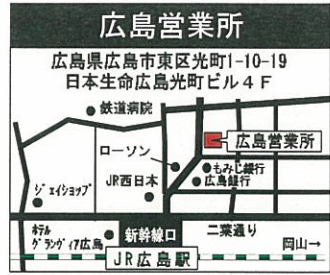 広島営業所
広島県広島市東区光町1-10-19
日本生命広島光町ビル4F
鉄道病院
広島営業所
ローソン
もみじ銀行
広島銀行
JR西日本
ジェイショップ
ホテル
グランヴィア広島
新幹線口
二葉通り
岡山→
JR広島駅